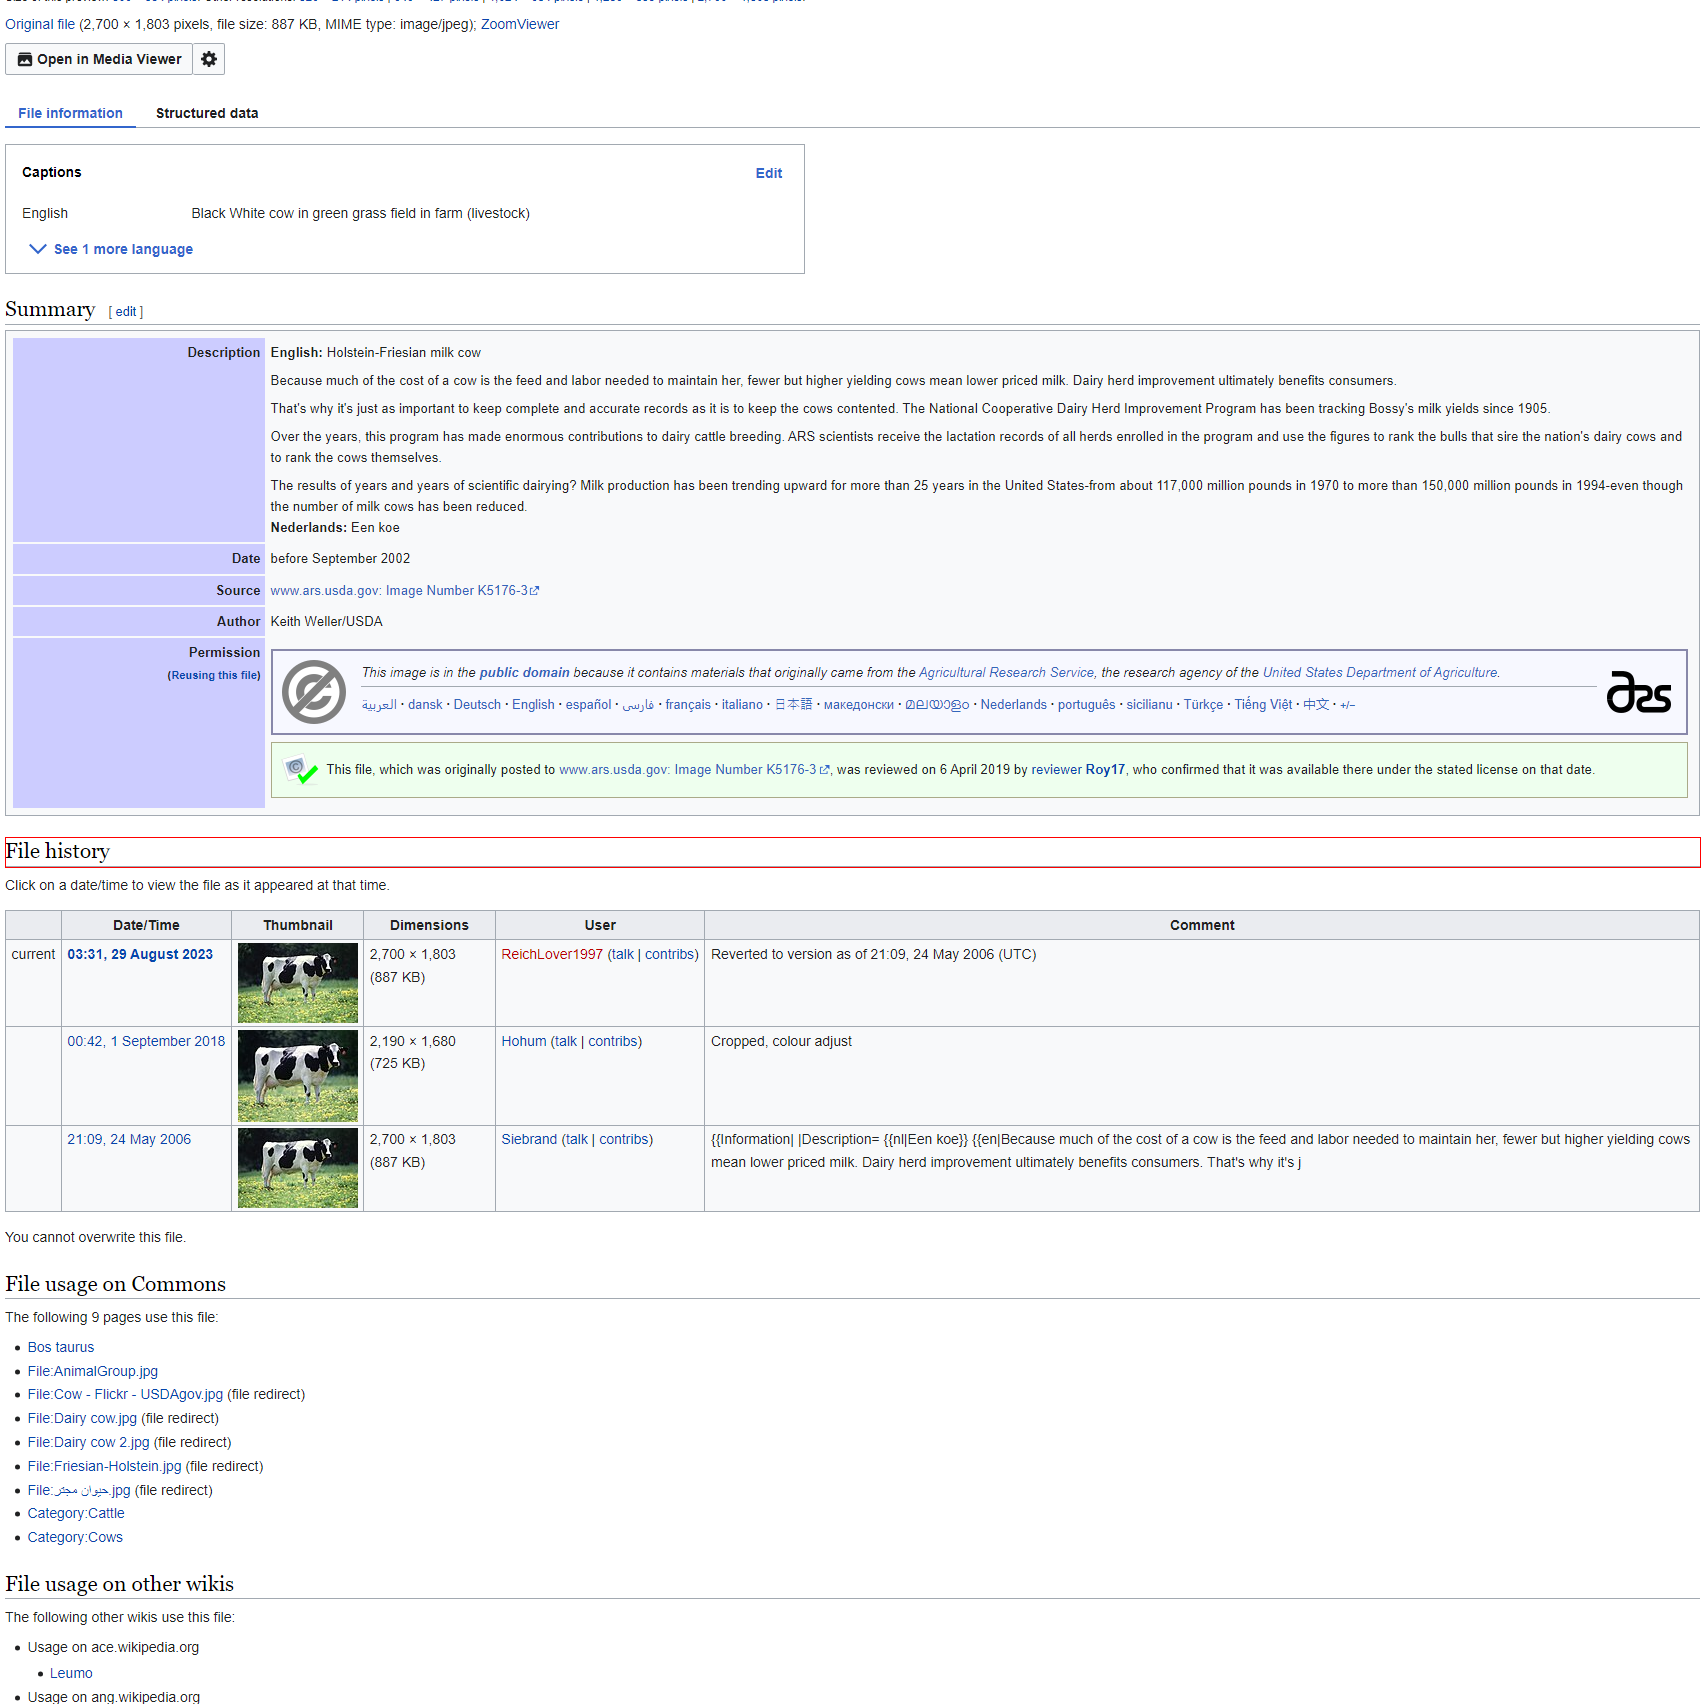 Original file (2,700 × 1,803 pixels, file size: 887 KB, MIME type: image/jpeg); ZoomViewer
Open in Media Viewer
File information Structured data
Captions Edit
English Black White cow in green grass field in farm (livestock)
See 1 more language
Summary [ edit ]
Description English: Holstein-Friesian milk cow
Because much of the cost of a cow is the feed and labor needed to maintain her, fewer but higher yielding cows mean lower priced milk. Dairy herd improvement ultimately benefits consumers.
That's why it's just as important to keep complete and accurate records as it is to keep the cows contented. The National Cooperative Dairy Herd Improvement Program has been tracking Bossy's milk yields since 1905.
Over the years, this program has made enormous contributions to dairy cattle breeding. ARS scientists receive the lactation records of all herds enrolled in the program and use the figures to rank the bulls that sire the nation's dairy cows and
to rank the cows themselves.
The results of years and years of scientific dairying? Milk production has been trending upward for more than 25 years in the United States-from about 117,000 million pounds in 1970 to more than 150,000 million pounds in 1994-even though
the number of milk cows has been reduced.
Nederlands: Een koe
Date before September 2002
Source www.ars.usda.gov: Image Number K5176-3
Author Keith Weller/USDA
Permission
(Reusing this file)
This image is in the public domain because it contains materials that originally came from the Agricultural Research Service, the research agency of the United States Department of Agriculture.
العربية · dansk · Deutsch · English · español · فارسی · français · italiano · 日本語 · македонски · മലയാളം · Nederlands · português · sicilianu · Türkçe · Tiếng Việt · 中文 · +/−
ars
This file, which was originally posted to www.ars.usda.gov: Image Number K5176-3, was reviewed on 6 April 2019 by reviewer Roy17, who confirmed that it was available there under the stated license on that date.
File history
Click on a date/time to view the file as it appeared at that time.
Date/Time Thumbnail Dimensions User Comment
current 03:31, 29 August 2023 2,700 × 1,803 ReichLover1997 (talk | contribs) Reverted to version as of 21:09, 24 May 2006 (UTC)
(887 KB)
00:42, 1 September 2018 2,190 × 1,680 Hohum (talk | contribs) Cropped, colour adjust
(725 KB)
21:09, 24 May 2006 2,700 × 1,803 Siebrand (talk | contribs) {{Information| |Description= {{nl|Een koe}} {{en|Because much of the cost of a cow is the feed and labor needed to maintain her, fewer but higher yielding cows
(887 KB) mean lower priced milk. Dairy herd improvement ultimately benefits consumers. That's why it's j
You cannot overwrite this file.
File usage on Commons
The following 9 pages use this file:
Bos taurus
File:AnimalGroup.jpg
File:Cow - Flickr - USDAgov.jpg (file redirect)
File:Dairy cow.jpg (file redirect)
File:Dairy cow 2.jpg (file redirect)
File:Friesian-Holstein.jpg (file redirect)
File:حيوان مجتر.jpg (file redirect)
Category:Cattle
Category:Cows
File usage on other wikis
The following other wikis use this file:
Usage on ace.wikipedia.org
Leumo
Usage on ang.wikipedia.org